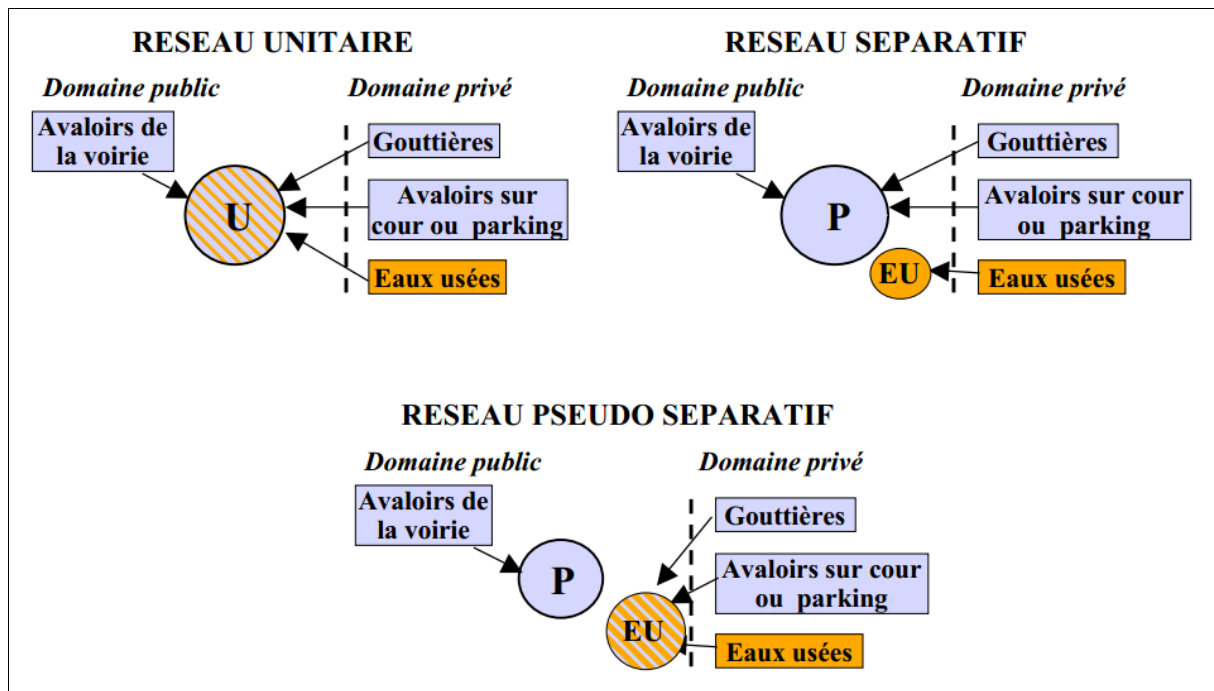 RESEAU UNITAIRE
Domaine public
Domaine privé
Avaloirs de
la voirie
Gouttières
U
Avaloirs sur
cour ou parking
Eaux usées
RESEAU SEPARATIF
Domaine public
Domaine privé
Avaloirs de
la voirie
Gouttières
P
Avaloirs sur cour
ou parking
EU
Eaux usées
RESEAU PSEUDO SEPARATIF
Domaine public
Domaine privé
Avaloirs de
la voirie
Gouttières
P
Avaloirs sur cour
ou parking
EU
Eaux usées